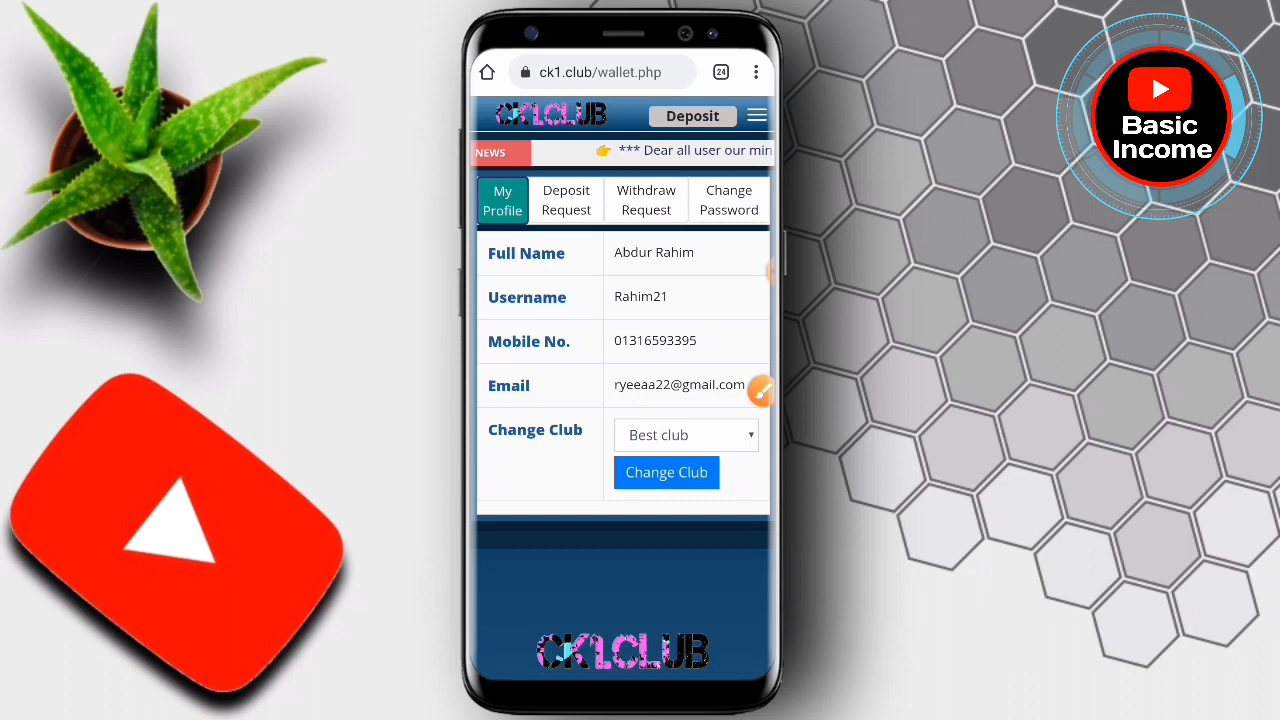 ck1.club/wallet.php
24
CK1CLUB
Deposit
NEWS
*** Dear all user our min
My
Profile
Deposit
Request
Withdraw
Request
Change
Password
Full Name
Abdur Rahim
Username
Rahim21
Mobile No.
01316593395
Email
ryeeaa22@gmail.com
Change Club
Best club
Change Club
CK1CLUB
Basic
Income